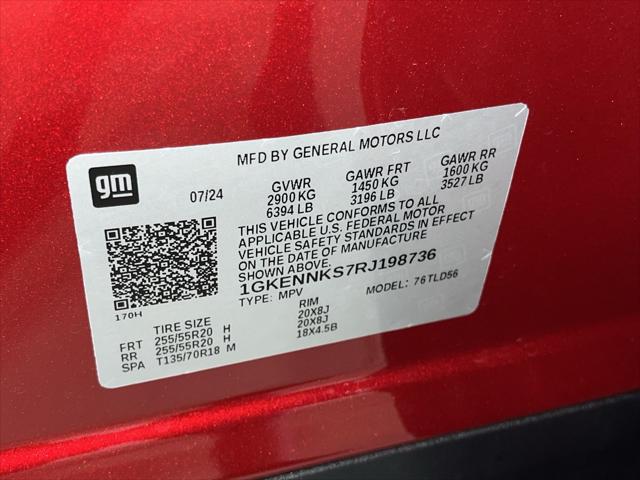 gm
MFD BY GENERAL MOTORS LLC
07/24
GVWR
2900 KG
6394 LB
GAWR FRT
1450 KG
3196 LB
GAWR RR
1600 KG
3527 LB
THIS VEHICLE CONFORMS TO ALL
APPLICABLE U.S. FEDERAL MOTOR
VEHICLE SAFETY STANDARDS IN EFFECT
ON THE DATE OF MANUFACTURE
SHOWN ABOVE.
1GKENNKS7RJ198736
TYPE: MPV MODEL: 76TLD56
170H
TIRE SIZE RIM
FRT 255/55R20 H 20X8J
RR 255/55R20 H 20X8J
SPA T135/70R18 M 18X4.5B